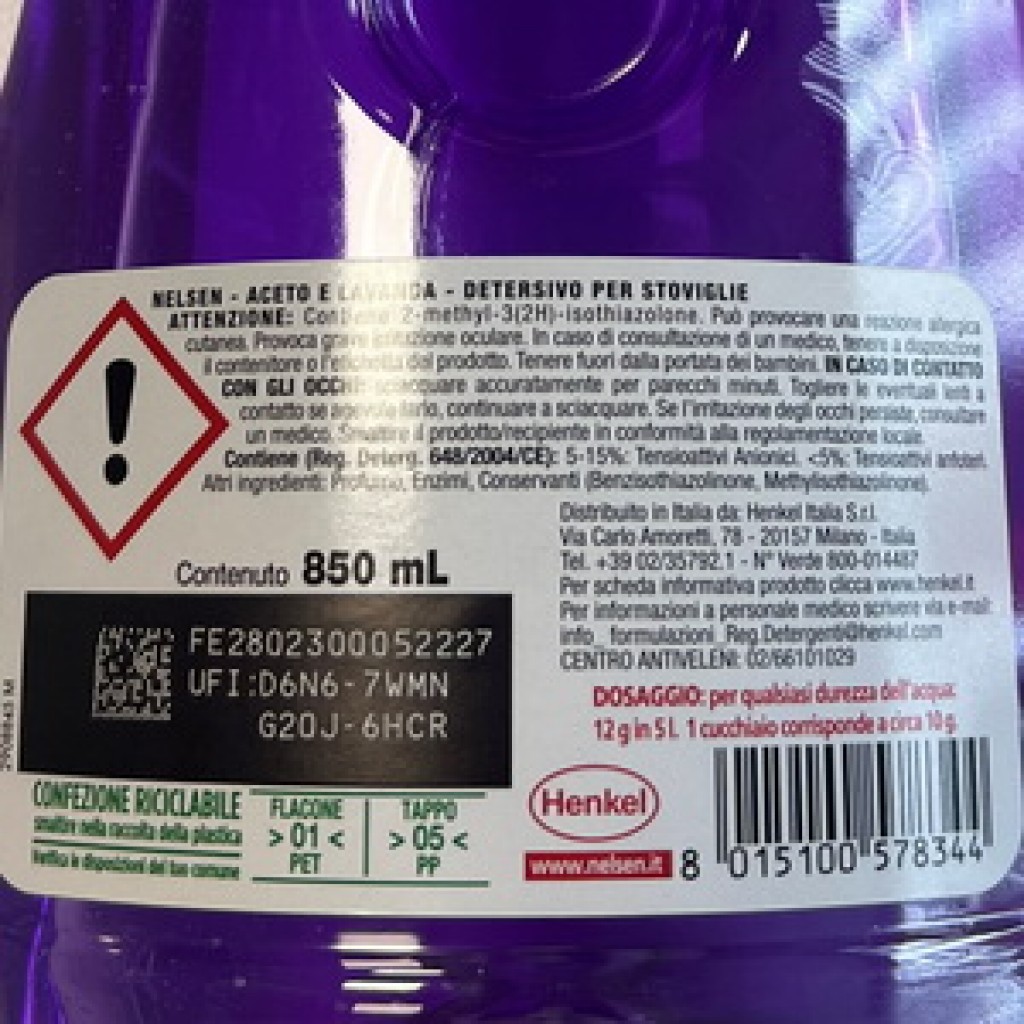 NELSEN - ACETO E LAVANDA - DETERSIVO PER STOVIGLIE
ATTENZIONE: Contiene 2-methyl-3(2H)-isothiazolone. Può provocare una reazione allergica
cutanea. Provoca grave irritazione oculare. In caso di consultazione di un medico, tenere a disposizione
il contenitore o l'etichetta del prodotto. Tenere fuori dalla portata dei bambini. IN CASO DI CONTATTO
CON GLI OCCHI: sciacquare accuratamente per parecchi minuti. Togliere le eventuali lenti a
contatto se è agevole farlo, continuare a sciacquare. Se l'irritazione degli occhi persiste, consultare
un medico. Smaltire il prodotto/recipiente in conformità alla regolamentazione locale.
Contiene (Reg. Deterg. 648/2004/CE): 5-15%: Tensioattivi Anionici. <5%: Tensioattivi anfoteri.
Altri ingredienti: Profumo, Enzimi, Conservanti (Benzisothiazolinone, Methylisothiazolinone).
Contenuto 850 mL
Distribuito in Italia da: Henkel Italia S.r.l.
Via Carlo Amoretti, 78 - 20157 Milano - Italia
Tel. +39 02/35792.1 - N° Verde 800-014487
Per scheda informativa prodotto clicca www.henkel.it
Per informazioni a personale medico scrivere via e-mail:
info_formulazioni_Reg.Detergenti@henkel.com
CENTRO ANTIVELENI: 02/66101029
DOSAGGIO: per qualsiasi durezza dell'acqua:
12 g in 5 l. 1 cucchiaio corrisponde a circa 10 g.
FE2802300052227
UFI:D6N6-7WMN
G20J-6HCR
CONFEZIONE RICICLABILE
smaltire nella raccolta della plastica
Verifica le disposizioni del tuo comune
FLACONE
> 01 <
PET
TAPPO
> 05 <
PP
Henkel
www.nelsen.it
8 015100 578344